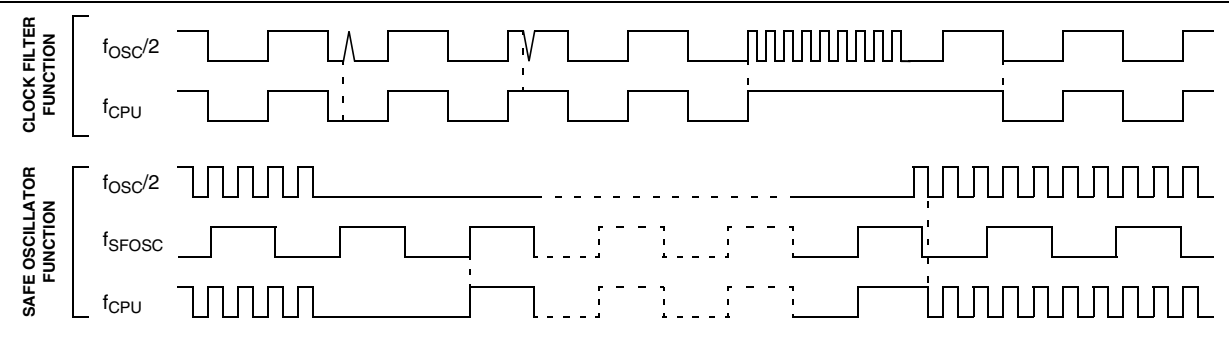 CLOCK FILTER
FUNCTION
fOSC/2
fCPU
SAFE OSCILLATOR
FUNCTION
fOSC/2
fSFOSC
fCPU